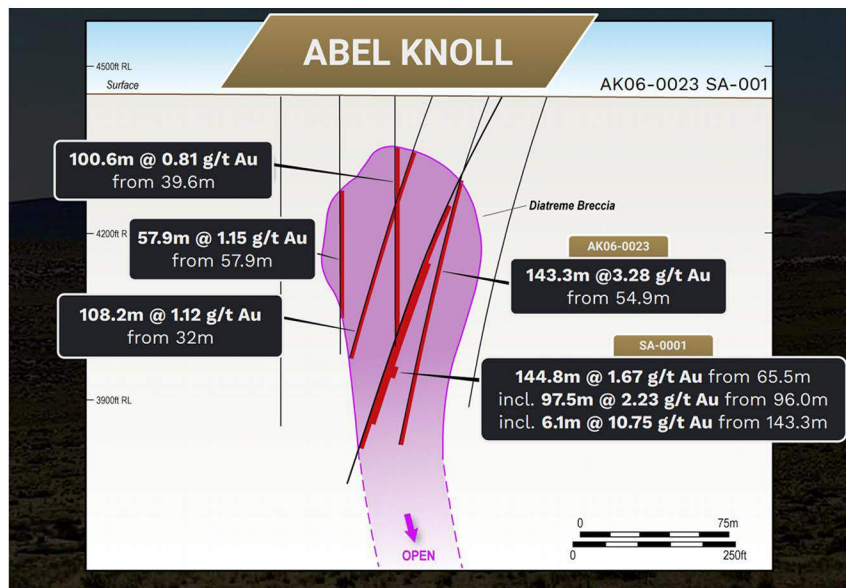 ABEL KNOLL
4500ft RL
Surface
AK06-0023 SA-001
100.6m @ 0.81 g/t Au
from 39.6m
Diatreme Breccia
4200ft R
57.9m @ 1.15 g/t Au
from 57.9m
AK06-0023
143.3m @3.28 g/t Au
from 54.9m
108.2m @ 1.12 g/t Au
from 32m
SA-0001
144.8m @ 1.67 g/t Au from 65.5m
incl. 97.5m @ 2.23 g/t Au from 96.0m
incl. 6.1m @ 10.75 g/t Au from 143.3m
3900ft RL
OPEN
0 75m
0 250ft